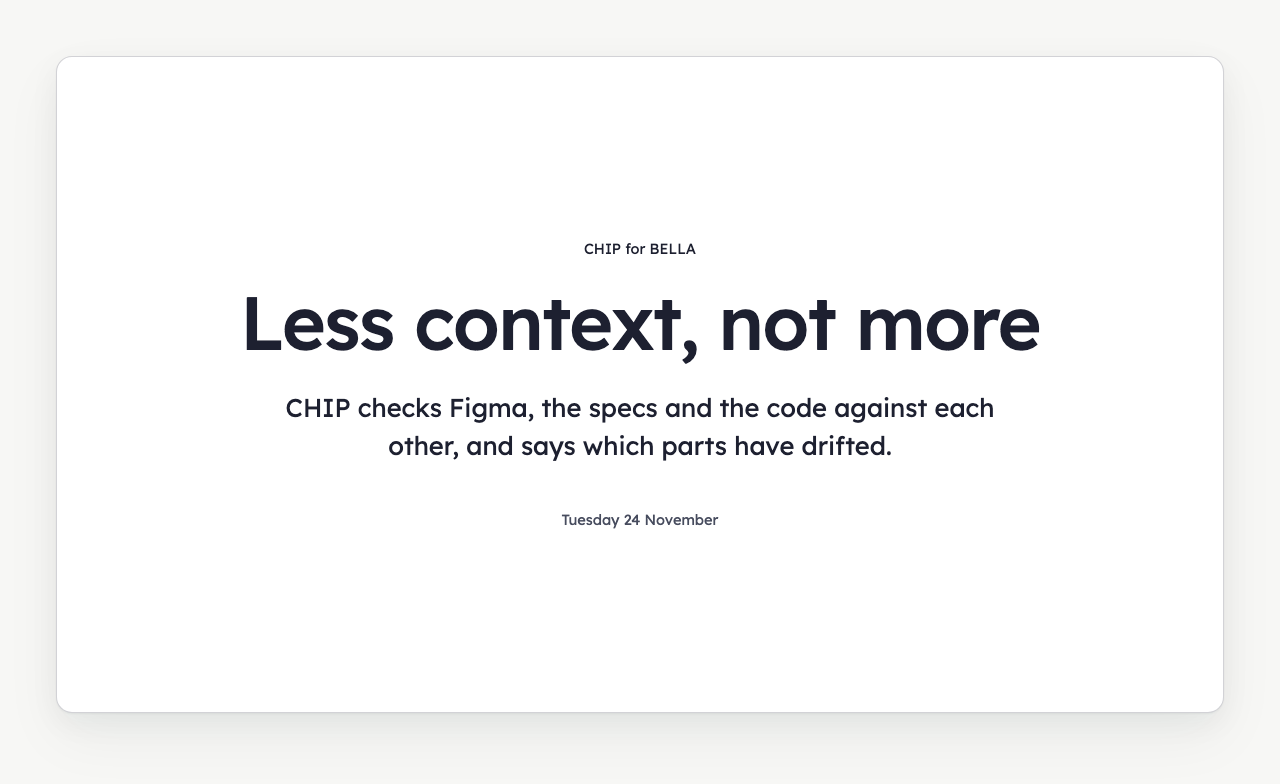 CHIP for BELLA
Less context, not more
CHIP checks Figma, the specs and the code against each
other, and says which parts have drifted.
Tuesday 24 November